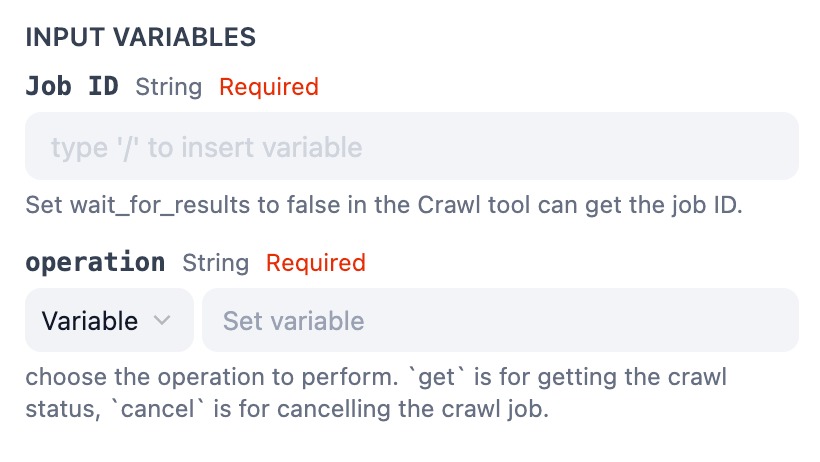 INPUT VARIABLES
Job ID String Required
type '/' to insert variable
Set wait_for_results to false in the Crawl tool can get the job ID.
operation String Required
Variable Set variable
choose the operation to perform. `get` is for getting the crawl
status, `cancel` is for cancelling the crawl job.